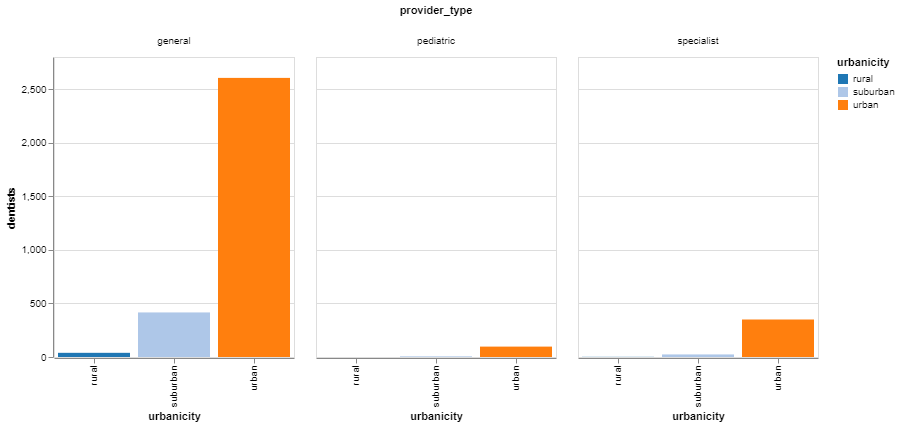 provider_type
general
pediatric
specialist
urbanicity
rural
suburban
urban
dentists
2,500
2,000
1,500
1,000
500
0
rural
suburban
urban
rural
suburban
urban
rural
suburban
urban
urbanicity
urbanicity
urbanicity